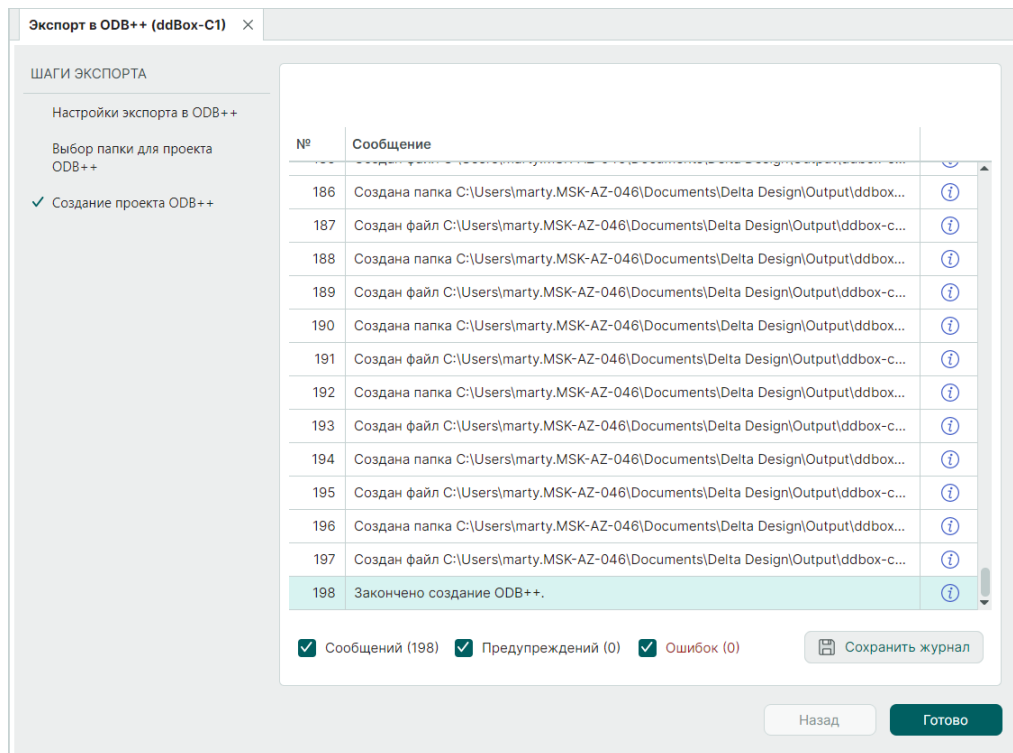 Экспорт в ODB++ (ddBox-C1)
ШАГИ ЭКСПОРТА
Настройки экспорта в ODB++
Выбор папки для проекта
ODB++
Создание проекта ODB++
№ Сообщение
186 Создана папка C:\Users\marty.MSK-AZ-046\Documents\Delta Design\Output\ddbox...
187 Создан файл C:\Users\marty.MSK-AZ-046\Documents\Delta Design\Output\ddbox-c...
188 Создана папка C:\Users\marty.MSK-AZ-046\Documents\Delta Design\Output\ddbox...
189 Создан файл C:\Users\marty.MSK-AZ-046\Documents\Delta Design\Output\ddbox-c...
190 Создана папка C:\Users\marty.MSK-AZ-046\Documents\Delta Design\Output\ddbox...
191 Создан файл C:\Users\marty.MSK-AZ-046\Documents\Delta Design\Output\ddbox-c...
192 Создана папка C:\Users\marty.MSK-AZ-046\Documents\Delta Design\Output\ddbox...
193 Создан файл C:\Users\marty.MSK-AZ-046\Documents\Delta Design\Output\ddbox-c...
194 Создана папка C:\Users\marty.MSK-AZ-046\Documents\Delta Design\Output\ddbox...
195 Создан файл C:\Users\marty.MSK-AZ-046\Documents\Delta Design\Output\ddbox-c...
196 Создана папка C:\Users\marty.MSK-AZ-046\Documents\Delta Design\Output\ddbox...
197 Создан файл C:\Users\marty.MSK-AZ-046\Documents\Delta Design\Output\ddbox-c...
198 Закончено создание ODB++.
Сообщений (198) Предупреждений (0) Ошибок (0) Сохранить журнал
Назад Готово